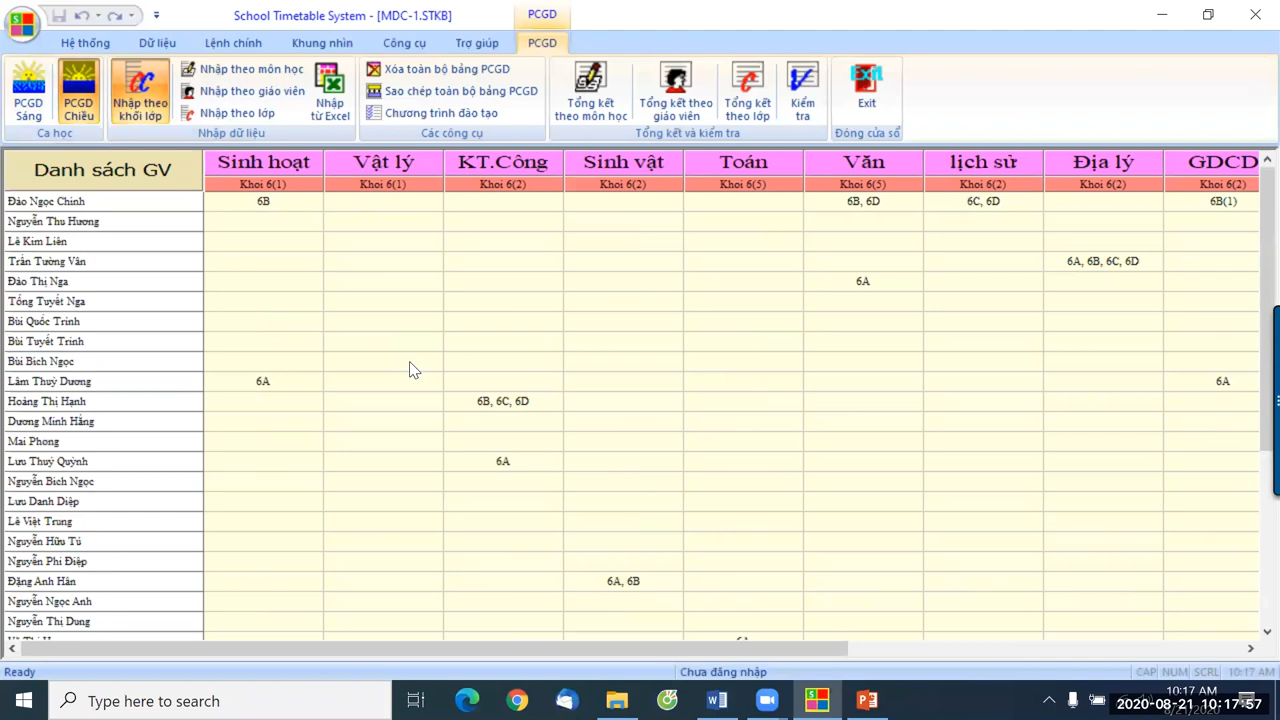 School Timetable System - [MDC-1.STKB]
PCGD
Hệ thống Dữ liệu Lệnh chính Khung nhìn Công cụ Trợ giúp PCGD
PCGD Sáng
PCGD Chiều
Ca học
Nhập theo khối lớp
Nhập theo môn học
Nhập theo giáo viên
Nhập theo lớp
Nhập từ Excel
Nhập dữ liệu
Xóa toàn bộ bảng PCGD
Sao chép toàn bộ bảng PCGD
Chương trình đào tạo
Các công cụ
Tổng kết theo môn học
Tổng kết theo giáo viên
Tổng kết theo lớp
Kiểm tra
Tổng kết và kiểm tra
Exit
Đóng cửa sổ
Danh sách GV Sinh hoạt Vật lý KT.Công Sinh vật Toán Văn lịch sử Địa lý GDCD
Khoi 6(1) Khoi 6(1) Khoi 6(2) Khoi 6(2) Khoi 6(5) Khoi 6(5) Khoi 6(2) Khoi 6(2) Khoi 6(2)
Đào Ngọc Chinh 6B 6B, 6D 6C, 6D 6B(1)
Nguyễn Thu Hương
Lê Kim Liên
Trần Tường Vân 6A, 6B, 6C, 6D
Đào Thị Nga 6A
Tống Tuyết Nga
Bùi Quốc Trinh
Bùi Tuyết Trinh
Bùi Bích Ngọc
Lâm Thuỳ Dương 6A 6A
Hoàng Thị Hạnh 6B, 6C, 6D
Dương Minh Hằng
Mai Phong
Lưu Thuý Quỳnh 6A
Nguyễn Bích Ngọc
Lưu Danh Diệp
Lê Việt Trung
Nguyễn Hữu Tú
Nguyễn Phi Điệp
Đặng Anh Hân 6A, 6B
Nguyễn Ngọc Anh
Nguyễn Thị Dung
Ready Chưa đăng nhập CAP NUM SCRL 10:17 AM
Type here to search
10:17 AM
2020-08-21 10:17:57